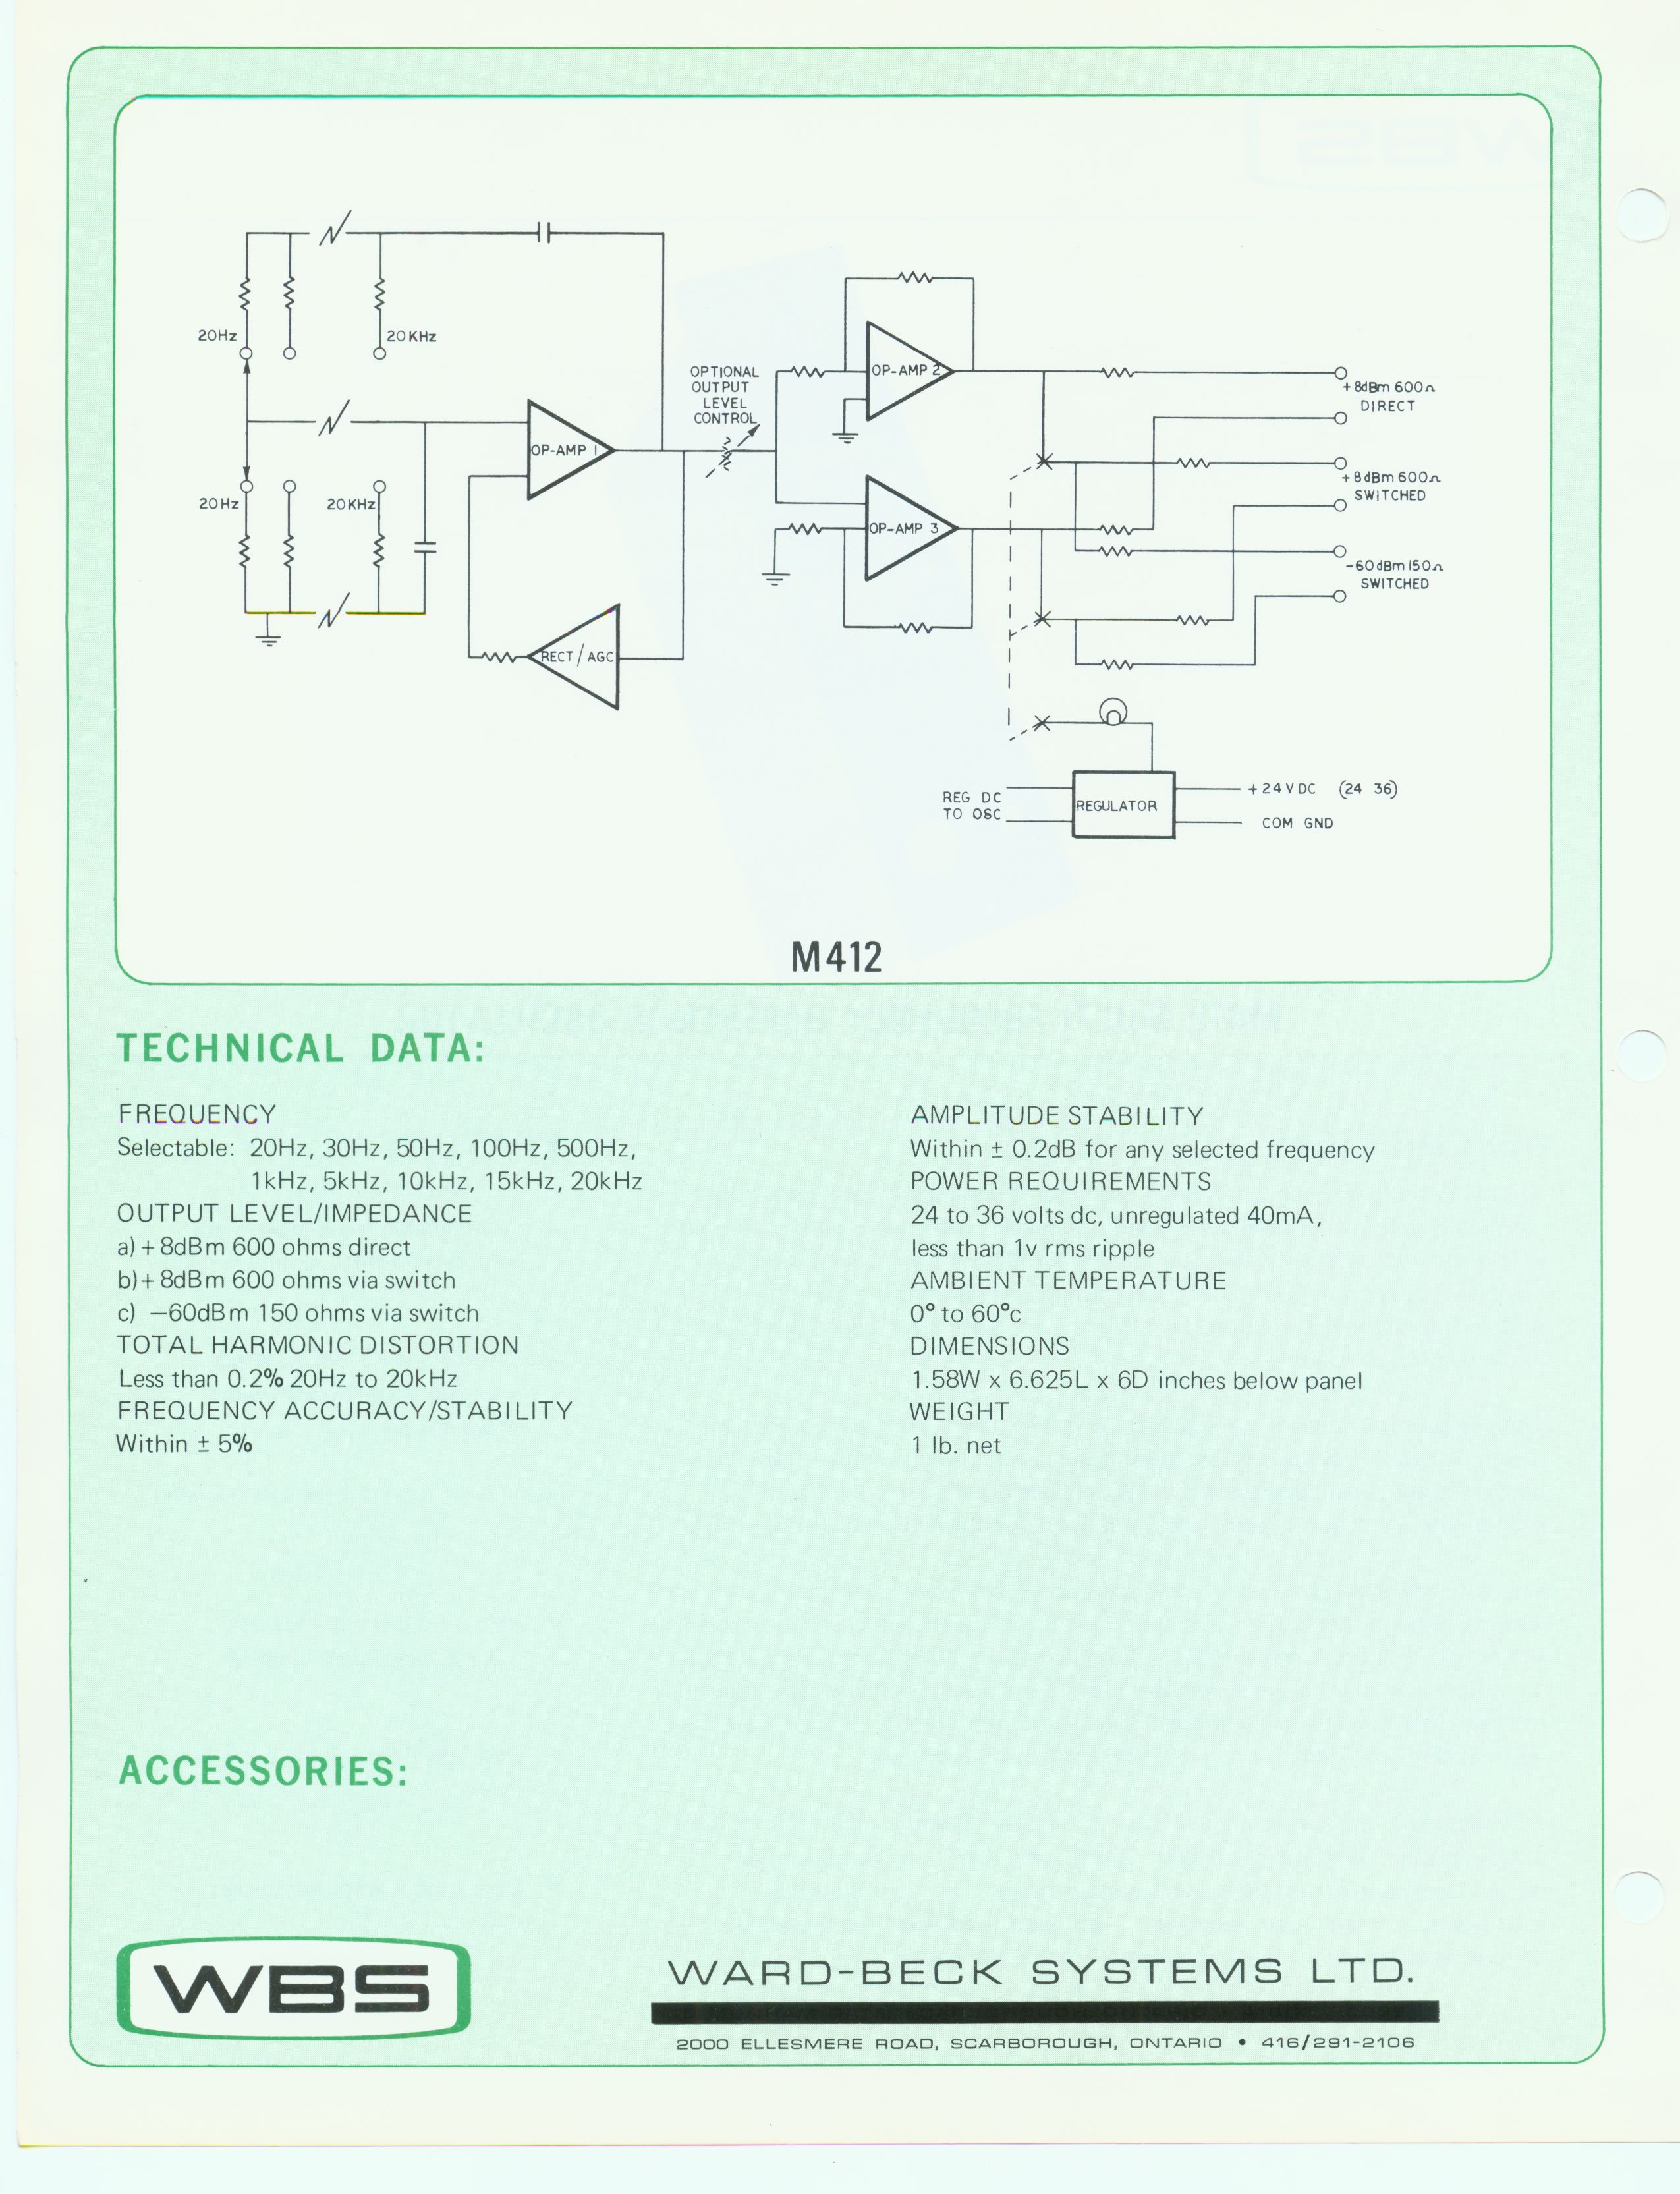 20Hz
20KHz
20Hz
20KHz
OP-AMP 1
RECT/AGC
OPTIONAL
OUTPUT
LEVEL
CONTROL
OP-AMP 2
OP-AMP 3
+8dBm 600Ω
DIRECT
+8dBm 600Ω
SWITCHED
-60dBm 150Ω
SWITCHED
REG DC
TO OSC
REGULATOR
+24VDC (24 36)
COM GND
M412
TECHNICAL DATA:
FREQUENCY
Selectable: 20Hz, 30Hz, 50Hz, 100Hz, 500Hz,
1kHz, 5kHz, 10kHz, 15kHz, 20kHz
OUTPUT LEVEL/IMPEDANCE
a) +8dBm 600 ohms direct
b)+8dBm 600 ohms via switch
c) −60dBm 150 ohms via switch
TOTAL HARMONIC DISTORTION
Less than 0.2% 20Hz to 20kHz
FREQUENCY ACCURACY/STABILITY
Within ± 5%
AMPLITUDE STABILITY
Within ± 0.2dB for any selected frequency
POWER REQUIREMENTS
24 to 36 volts dc, unregulated 40mA,
less than 1v rms ripple
AMBIENT TEMPERATURE
0° to 60°c
DIMENSIONS
1.58W x 6.625L x 6D inches below panel
WEIGHT
1 lb. net
ACCESSORIES:
WBS
WARD-BECK SYSTEMS LTD.
2000 ELLESMERE ROAD, SCARBOROUGH, ONTARIO • 416/291-2106